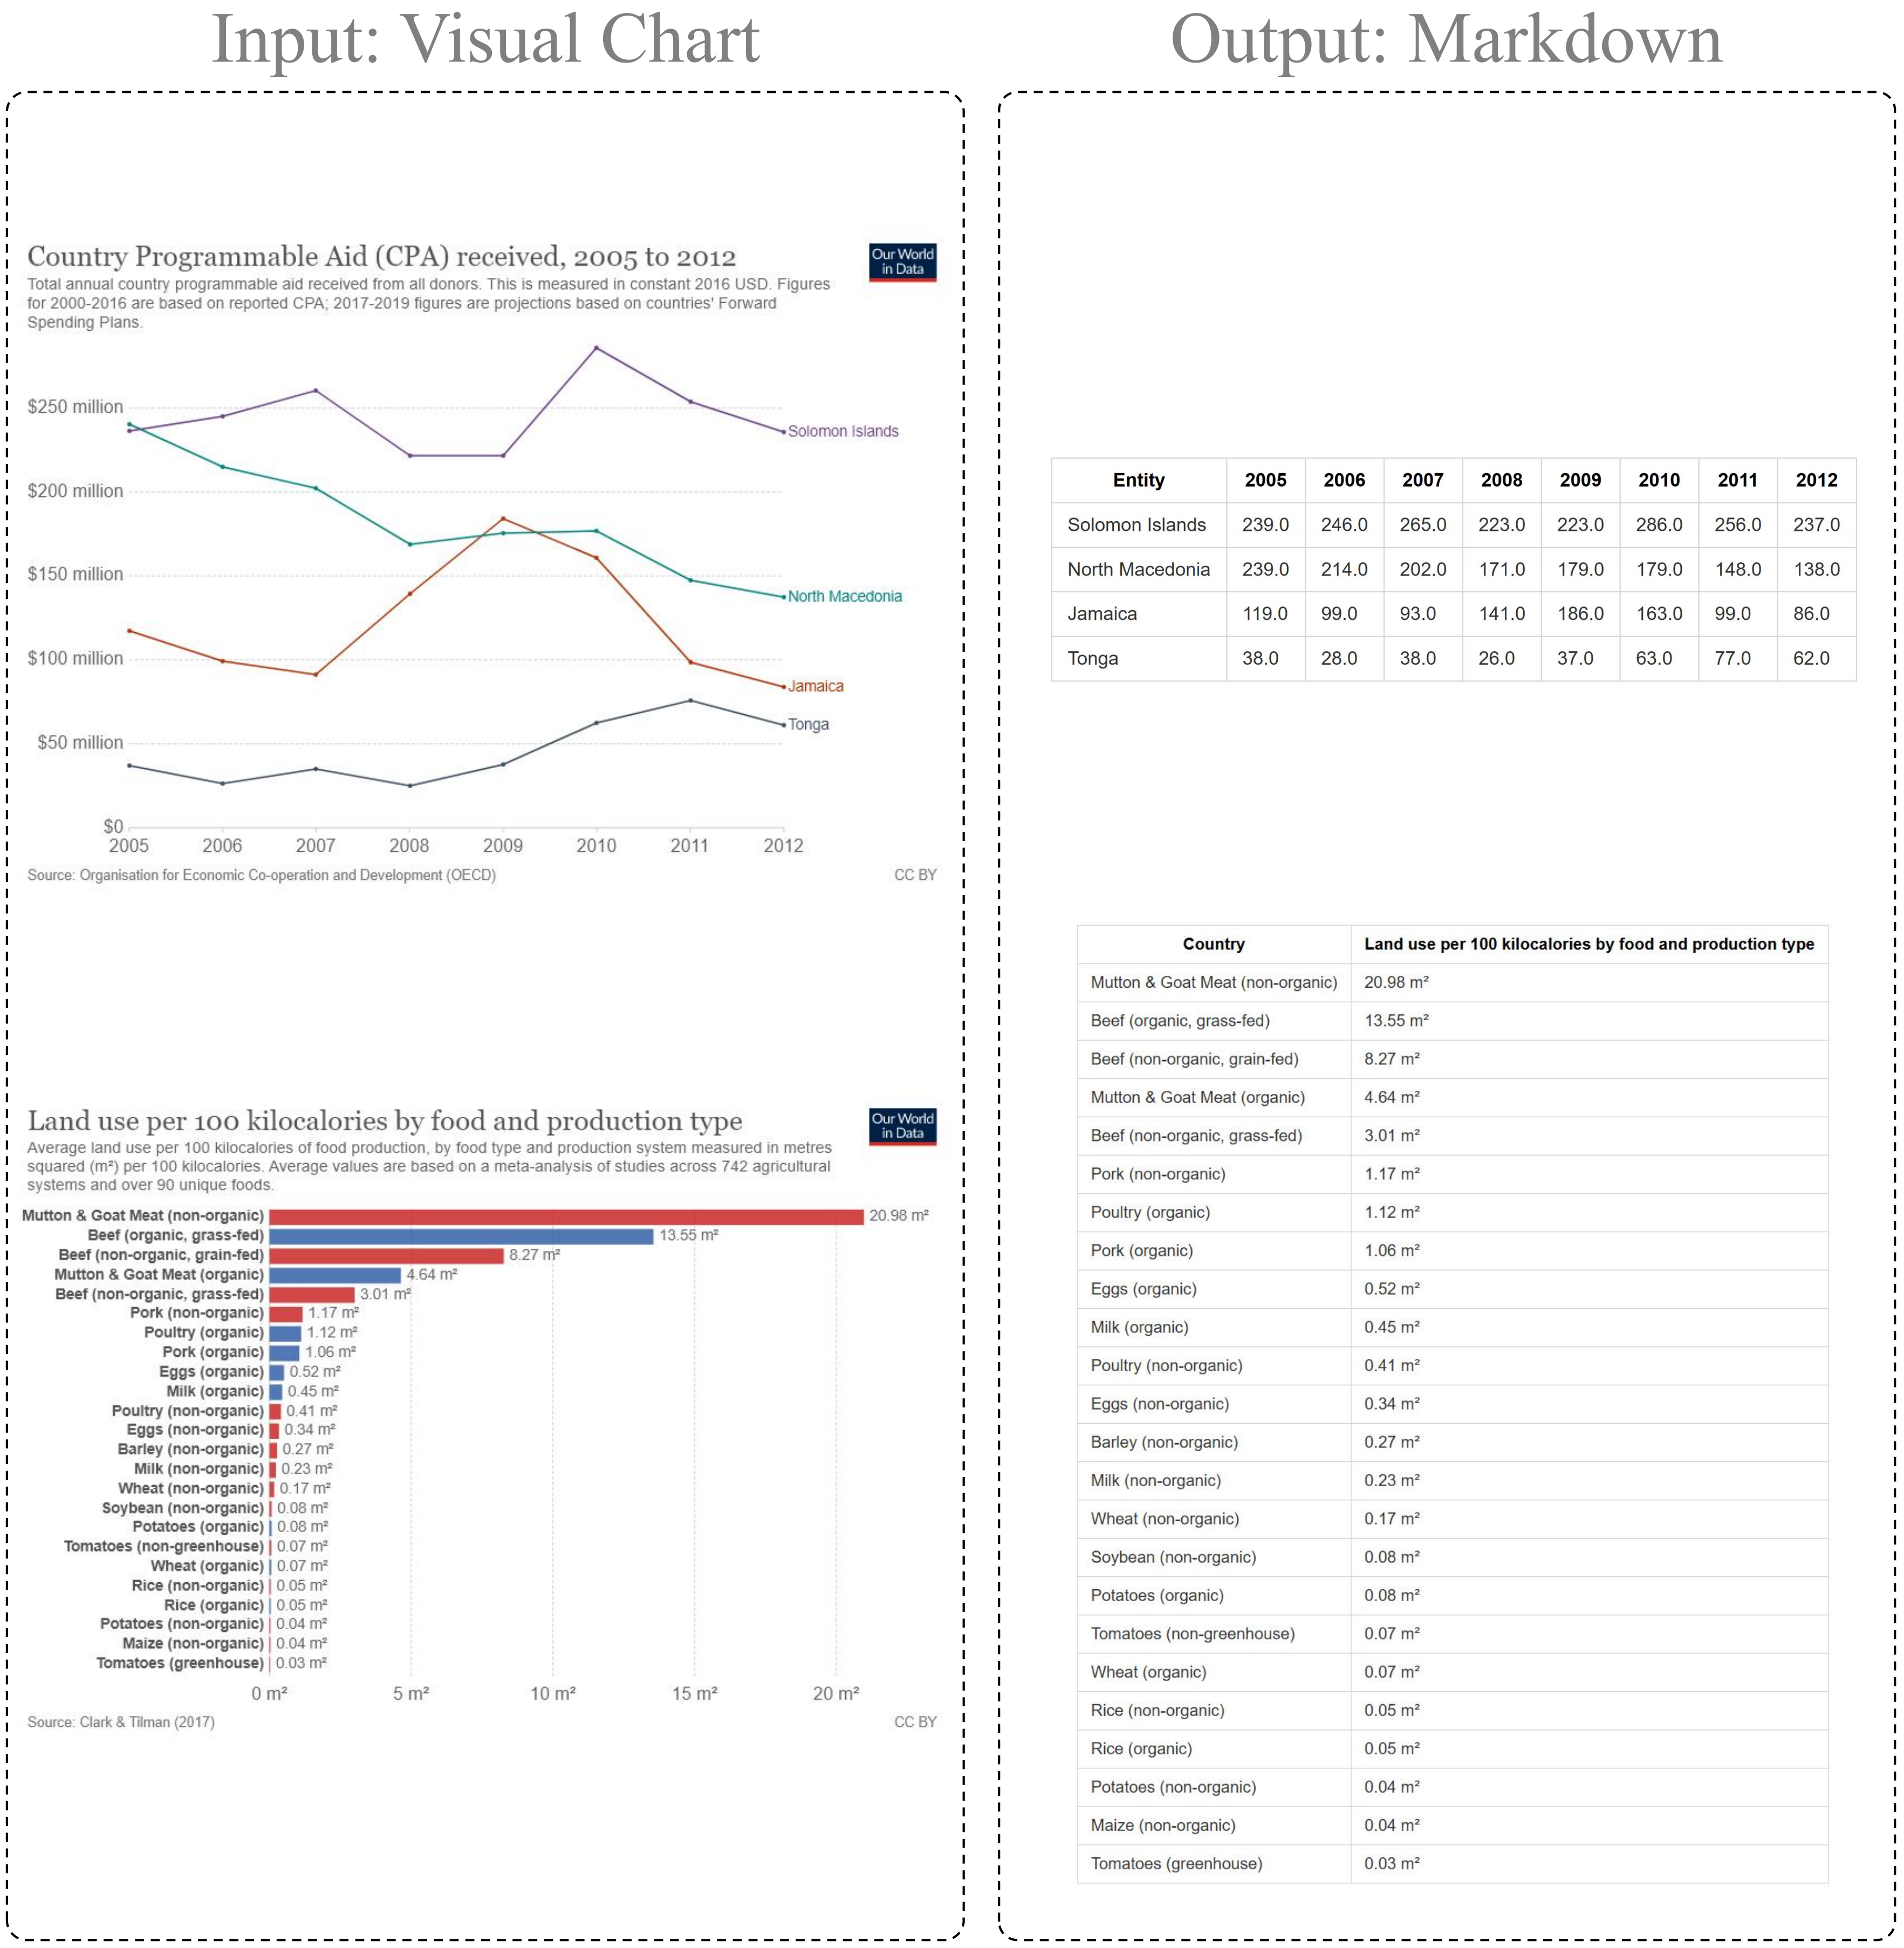 Input: Visual Chart
Country Programmable Aid (CPA) received, 2005 to 2012
Our World
in Data
Total annual country programmable aid received from all donors. This is measured in constant 2016 USD. Figures
for 2000-2016 are based on reported CPA; 2017-2019 figures are projections based on countries' Forward
Spending Plans.
$250 million
$200 million
$150 million
$100 million
$50 million
$0
Solomon Islands
North Macedonia
Jamaica
Tonga
2005 2006 2007 2008 2009 2010 2011 2012
Source: Organisation for Economic Co-operation and Development (OECD) CC BY
Land use per 100 kilocalories by food and production type
Our World
in Data
Average land use per 100 kilocalories of food production, by food type and production system measured in metres
squared (m²) per 100 kilocalories. Average values are based on a meta-analysis of studies across 742 agricultural
systems and over 90 unique foods.
Mutton & Goat Meat (non-organic) 20.98 m²
Beef (organic, grass-fed) 13.55 m²
Beef (non-organic, grain-fed) 8.27 m²
Mutton & Goat Meat (organic) 4.64 m²
Beef (non-organic, grass-fed) 3.01 m²
Pork (non-organic) 1.17 m²
Poultry (organic) 1.12 m²
Pork (organic) 1.06 m²
Eggs (organic) 0.52 m²
Milk (organic) 0.45 m²
Poultry (non-organic) 0.41 m²
Eggs (non-organic) 0.34 m²
Barley (non-organic) 0.27 m²
Milk (non-organic) 0.23 m²
Wheat (non-organic) 0.17 m²
Soybean (non-organic) 0.08 m²
Potatoes (organic) 0.08 m²
Tomatoes (non-greenhouse) 0.07 m²
Wheat (organic) 0.07 m²
Rice (non-organic) 0.05 m²
Rice (organic) 0.05 m²
Potatoes (non-organic) 0.04 m²
Maize (non-organic) 0.04 m²
Tomatoes (greenhouse) 0.03 m²
0 m² 5 m² 10 m² 15 m² 20 m²
Source: Clark & Tilman (2017) CC BY
Output: Markdown
Entity 2005 2006 2007 2008 2009 2010 2011 2012
Solomon Islands 239.0 246.0 265.0 223.0 223.0 286.0 256.0 237.0
North Macedonia 239.0 214.0 202.0 171.0 179.0 179.0 148.0 138.0
Jamaica 119.0 99.0 93.0 141.0 186.0 163.0 99.0 86.0
Tonga 38.0 28.0 38.0 26.0 37.0 63.0 77.0 62.0
Country Land use per 100 kilocalories by food and production type
Mutton & Goat Meat (non-organic) 20.98 m²
Beef (organic, grass-fed) 13.55 m²
Beef (non-organic, grain-fed) 8.27 m²
Mutton & Goat Meat (organic) 4.64 m²
Beef (non-organic, grass-fed) 3.01 m²
Pork (non-organic) 1.17 m²
Poultry (organic) 1.12 m²
Pork (organic) 1.06 m²
Eggs (organic) 0.52 m²
Milk (organic) 0.45 m²
Poultry (non-organic) 0.41 m²
Eggs (non-organic) 0.34 m²
Barley (non-organic) 0.27 m²
Milk (non-organic) 0.23 m²
Wheat (non-organic) 0.17 m²
Soybean (non-organic) 0.08 m²
Potatoes (organic) 0.08 m²
Tomatoes (non-greenhouse) 0.07 m²
Wheat (organic) 0.07 m²
Rice (non-organic) 0.05 m²
Rice (organic) 0.05 m²
Potatoes (non-organic) 0.04 m²
Maize (non-organic) 0.04 m²
Tomatoes (greenhouse) 0.03 m²